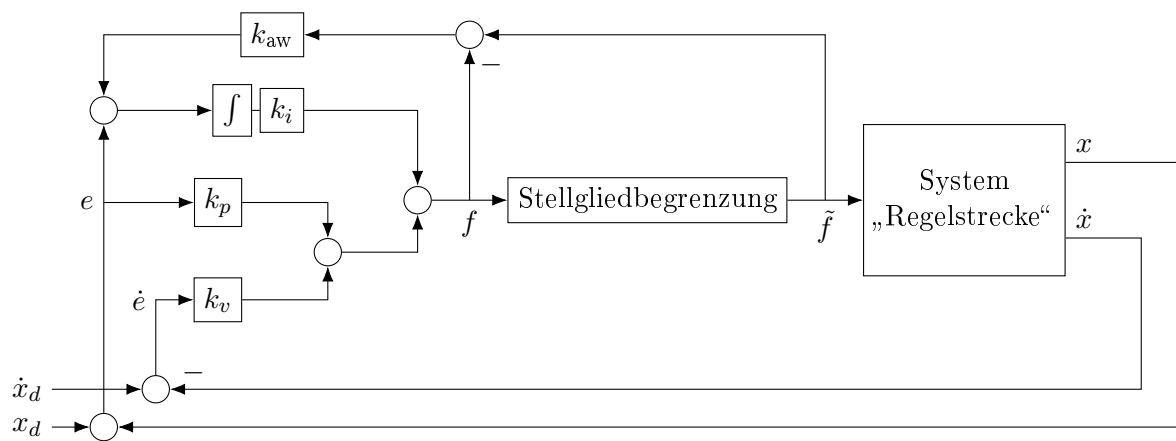 k_aw
−
∫ k_i
x
System
„Regelstrecke“
e
k_p
Stellgliedbegrenzung
f
f̃
ẋ
ė
k_v
−
ẋ_d
x_d